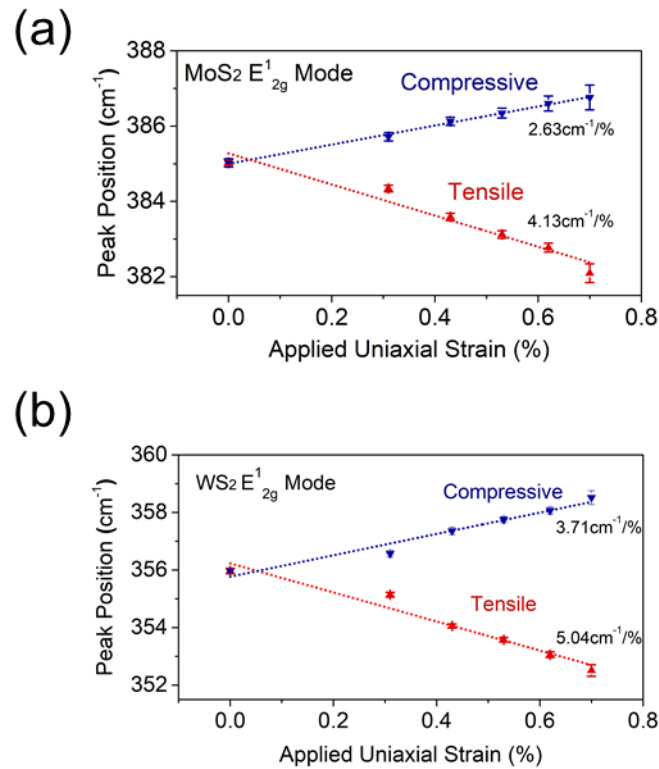 (a)
MoS2 E¹2g Mode
Compressive
2.63cm⁻¹/%
Tensile
4.13cm⁻¹/%
388
386
384
382
Peak Position (cm⁻¹)
0.0 0.2 0.4 0.6 0.8
Applied Uniaxial Strain (%)
(b)
WS2 E¹2g Mode
Compressive
3.71cm⁻¹/%
Tensile
5.04cm⁻¹/%
360
358
356
354
352
Peak Position (cm⁻¹)
0.0 0.2 0.4 0.6 0.8
Applied Uniaxial Strain (%)